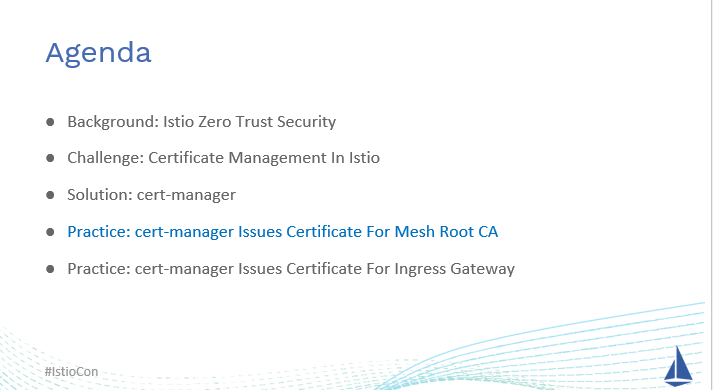 Agenda
● Background: Istio Zero Trust Security
● Challenge: Certificate Management In Istio
● Solution: cert-manager
● Practice: cert-manager Issues Certificate For Mesh Root CA
● Practice: cert-manager Issues Certificate For Ingress Gateway
#IstioCon